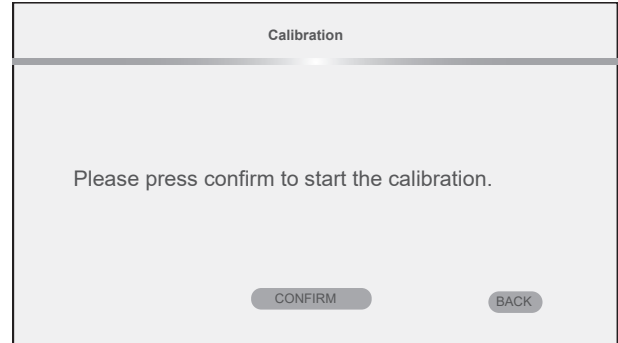 Calibration
Please press confirm to start the calibration.
CONFIRM
BACK